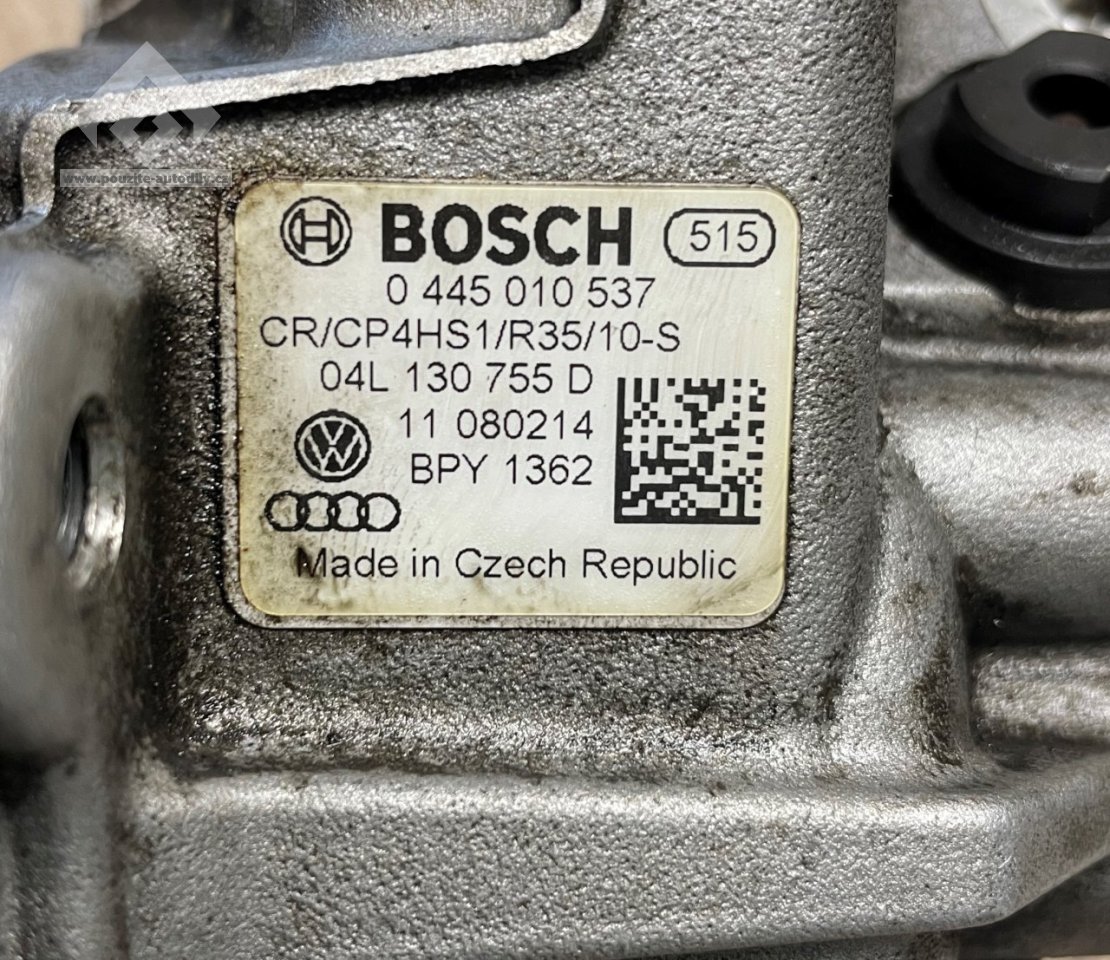 www.pouzite-autodily.cz
BOSCH 515
0 445 010 537
CR/CP4HS1/R35/10-S
04L 130 755 D
11 080214
BPY 1362
Made in Czech Republic